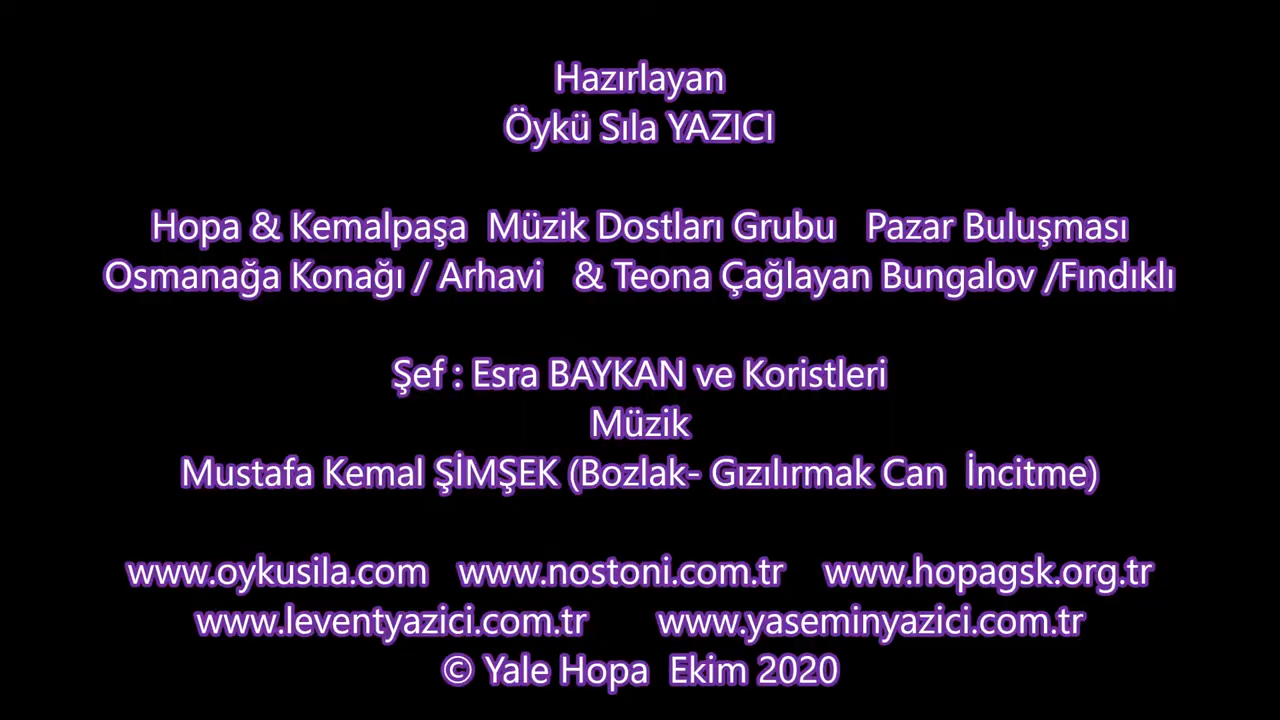 Hazırlayan
Öykü Sıla YAZICI
Hopa & Kemalpaşa  Müzik Dostları Grubu   Pazar Buluşması
Osmanağa Konağı / Arhavi   & Teona Çağlayan Bungalov /Fındıklı
Şef : Esra BAYKAN ve Koristleri
Müzik
Mustafa Kemal ŞİMŞEK (Bozlak- Gızılırmak Can  İncitme)
www.oykusila.com   www.nostoni.com.tr    www.hopagsk.org.tr
www.leventyazici.com.tr       www.yaseminyazici.com.tr
© Yale Hopa  Ekim 2020